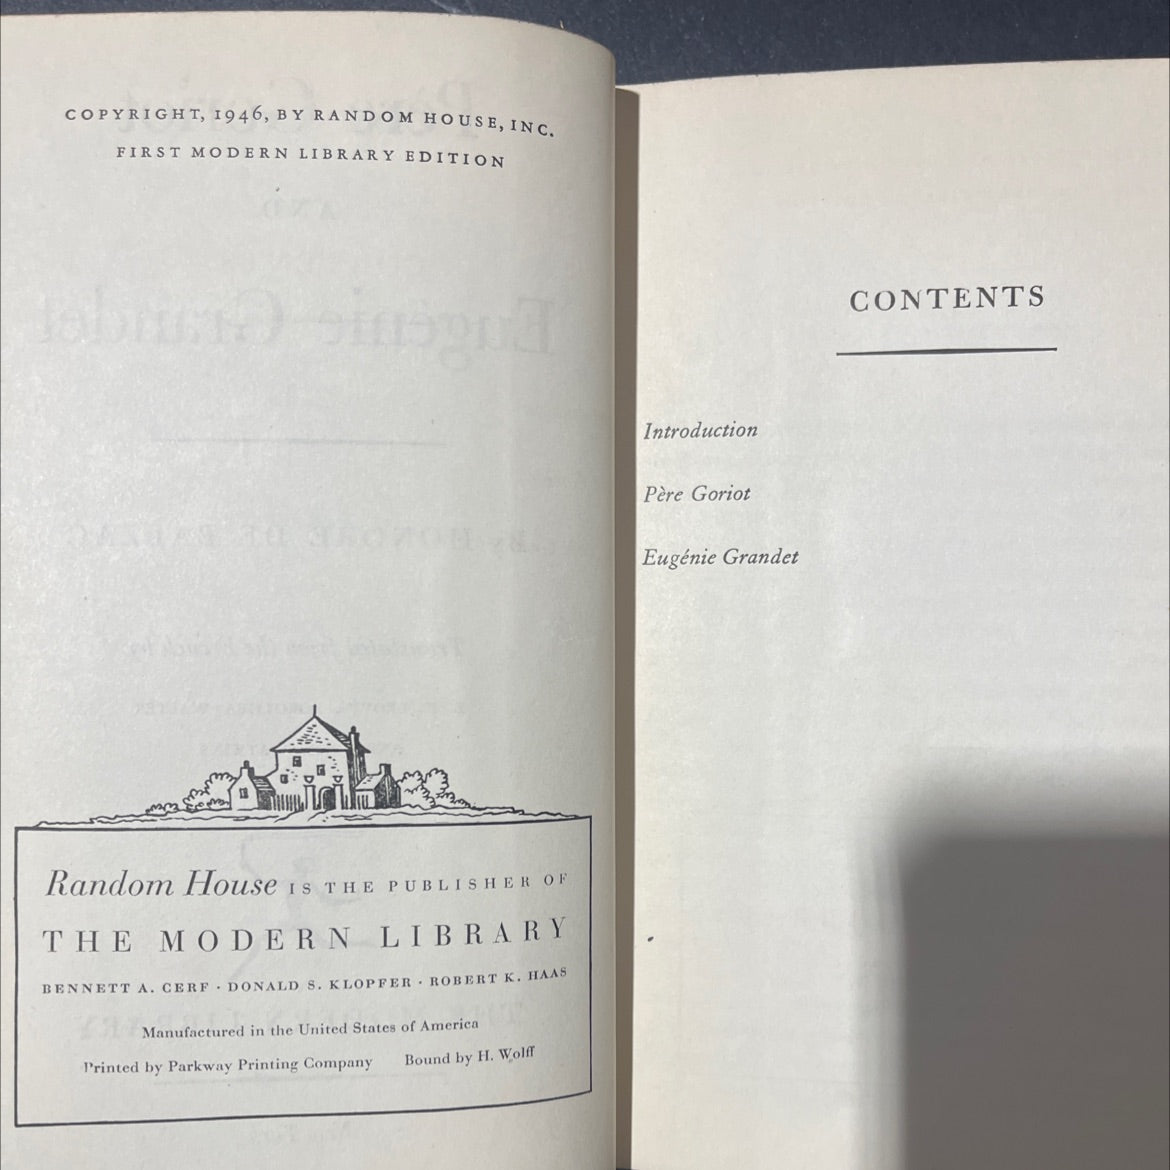 COPYRIGHT, 1946, BY RANDOM HOUSE, INC.
FIRST MODERN LIBRARY EDITION
Random House IS THE PUBLISHER OF
THE MODERN LIBRARY
BENNETT A. CERF · DONALD S. KLOPFER · ROBERT K. HAAS
Manufactured in the United States of America
Printed by Parkway Printing Company Bound by H. Wolff
CONTENTS
Introduction
Père Goriot
Eugénie Grandet